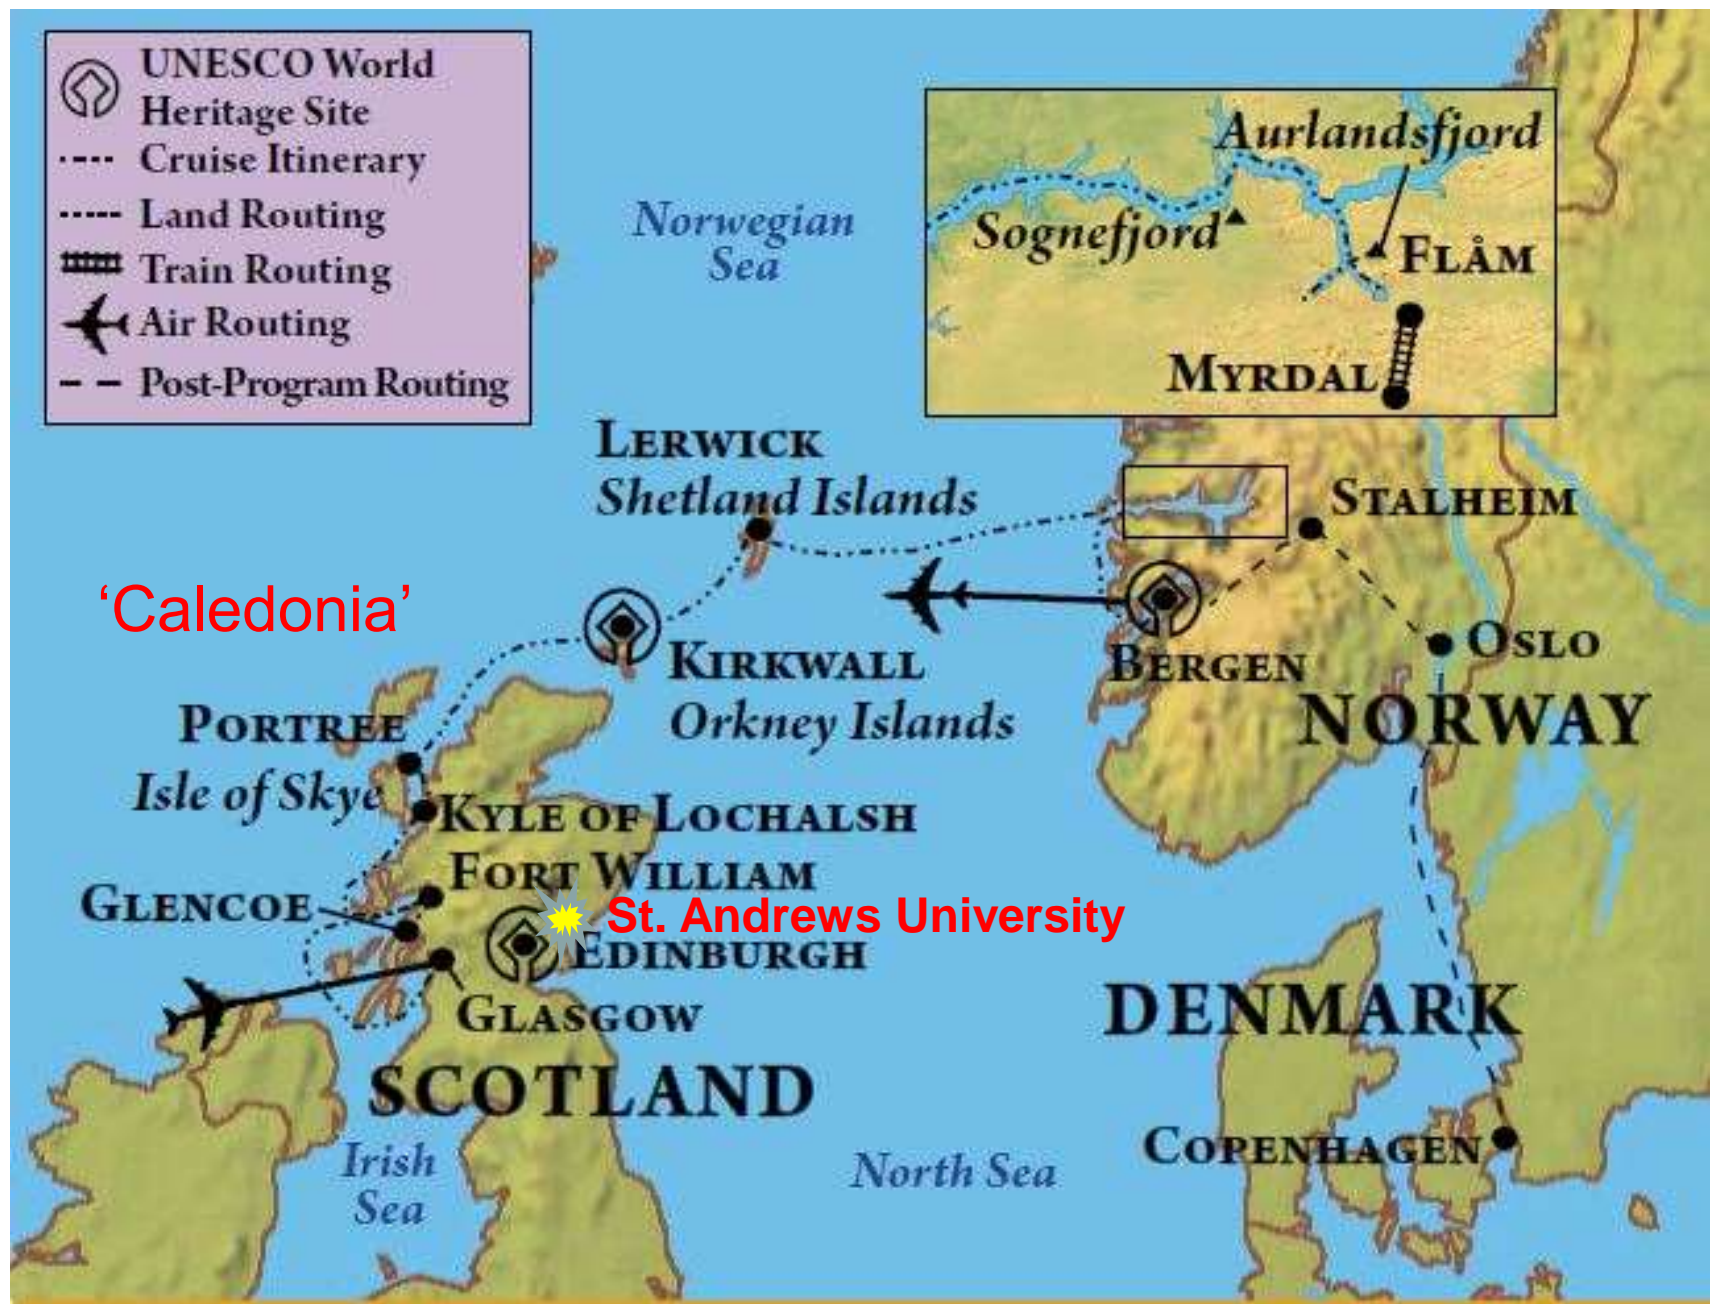 UNESCO World
Heritage Site
Cruise Itinerary
Land Routing
Train Routing
Air Routing
Post-Program Routing
Norwegian
Sea
Aurlandsfjord
Sognefjord
FLÅM
MYRDAL
LERWICK
Shetland Islands
STALHEIM
‘Caledonia’
KIRKWALL
Orkney Islands
BERGEN
OSLO
NORWAY
PORTREE
Isle of Skye
KYLE OF LOCHALSH
FORT WILLIAM
GLENCOE
St. Andrews University
EDINBURGH
GLASGOW
DENMARK
SCOTLAND
COPENHAGEN
Irish
Sea
North Sea